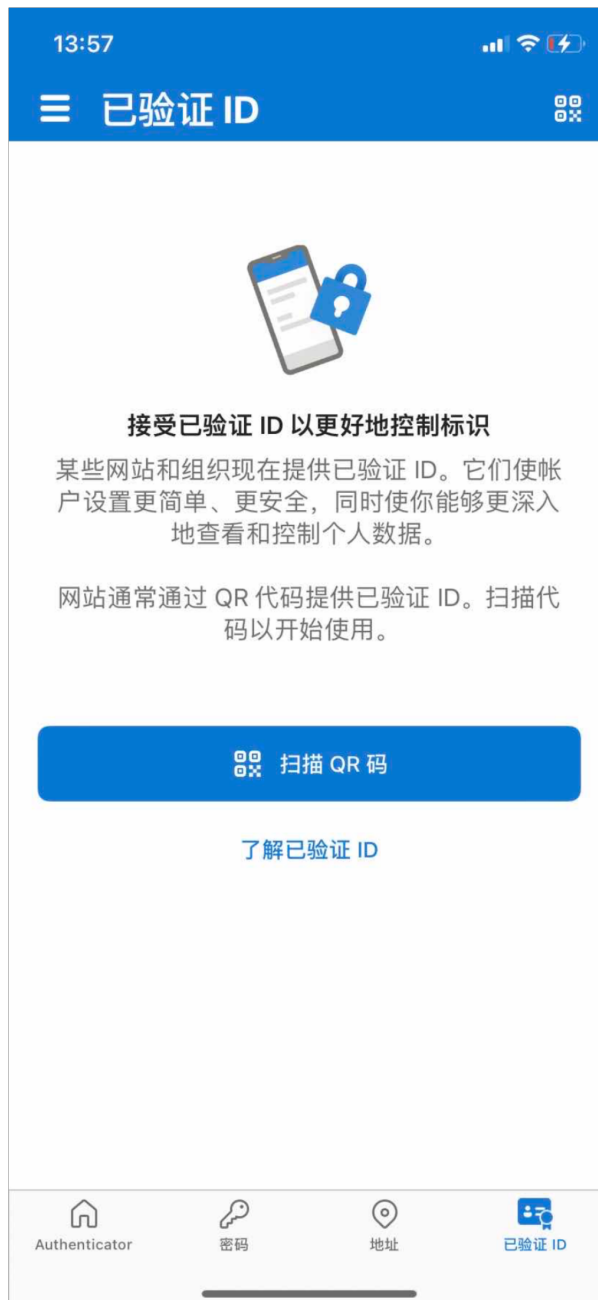 13:57
已验证 ID
接受已验证 ID 以更好地控制标识
某些网站和组织现在提供已验证 ID。它们使帐
户设置更简单、更安全，同时使你能够更深入
地查看和控制个人数据。
网站通常通过 QR 代码提供已验证 ID。扫描代
码以开始使用。
扫描 QR 码
了解已验证 ID
Authenticator
密码
地址
已验证 ID